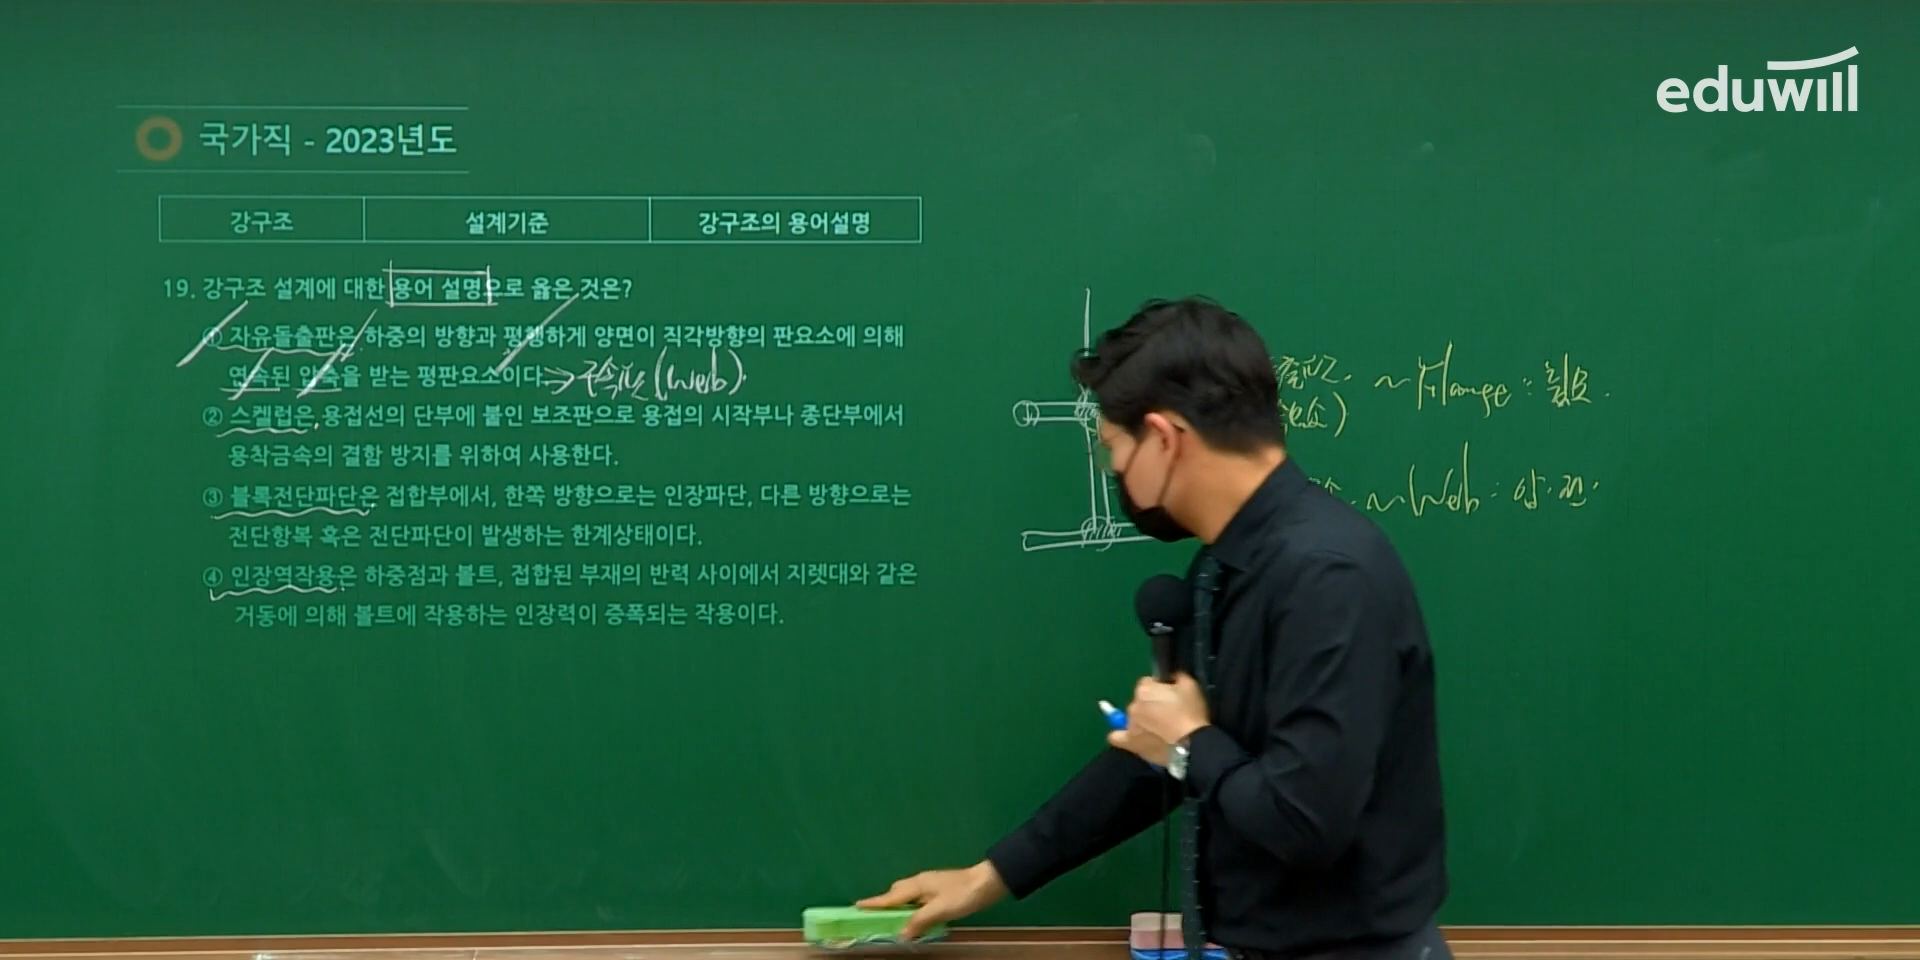 eduwill
국가직 - 2023년도
강구조 설계기준 강구조의 용어설명
19. 강구조 설계에 대한 용어 설명으로 옳은 것은?
① 자유돌출판은 하중의 방향과 평행하게 양면이 직각방향의 판요소에 의해
연속된 압축을 받는 평판요소이다. → 구속판 (Web).
② 스켈럽은 용접선의 단부에 붙인 보조판으로 용접의 시작부나 종단부에서
용착금속의 결함 방지를 위하여 사용한다.
③ 블록전단파단은 접합부에서, 한쪽 방향으로는 인장파단, 다른 방향으로는
전단항복 혹은 전단파단이 발생하는 한계상태이다.
④ 인장역작용은 하중점과 볼트, 접합된 부재의 반력 사이에서 지렛대와 같은
거동에 의해 볼트에 작용하는 인장력이 증폭되는 작용이다.
①
~ Flange : 휨
~ Web :